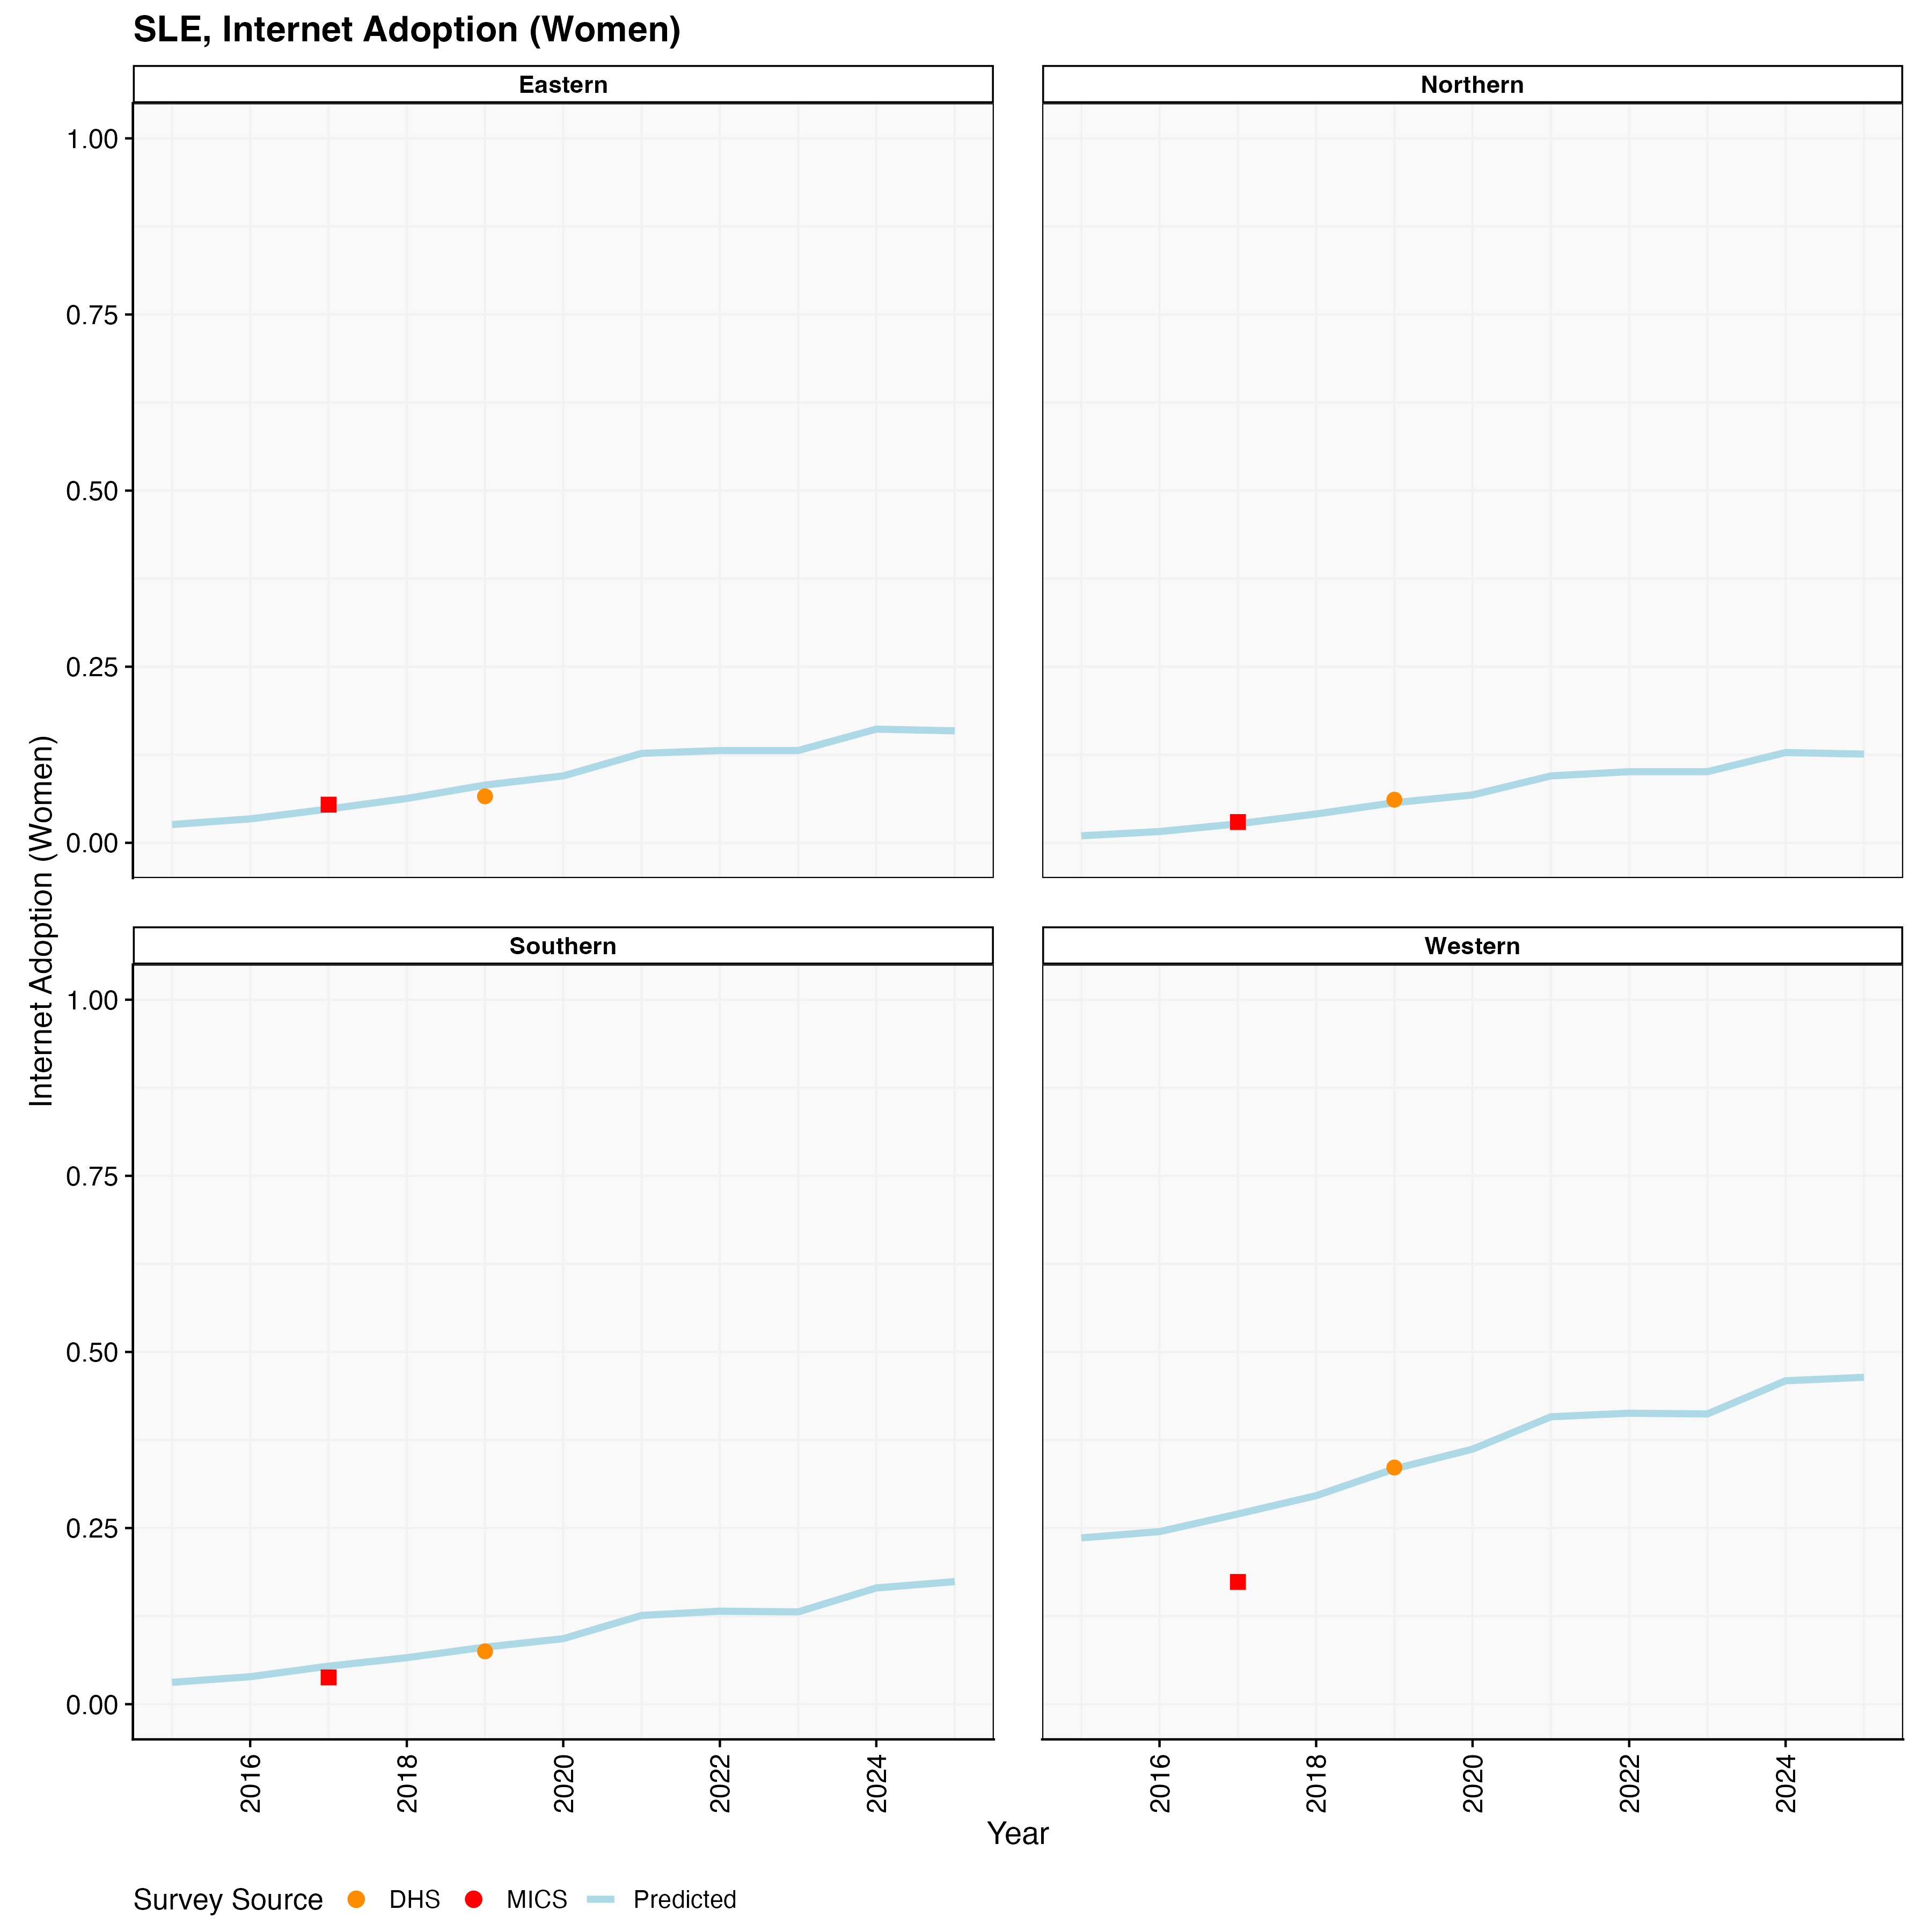 SLE, Internet Adoption (Women)
Eastern
Northern
1.00
0.75
0.50
0.25
0.00
Internet Adoption (Women)
Southern
Western
1.00
0.75
0.50
0.25
0.00
2016
2018
2020
2022
2024
2016
2018
2020
2022
2024
Year
Survey Source DHS MICS Predicted